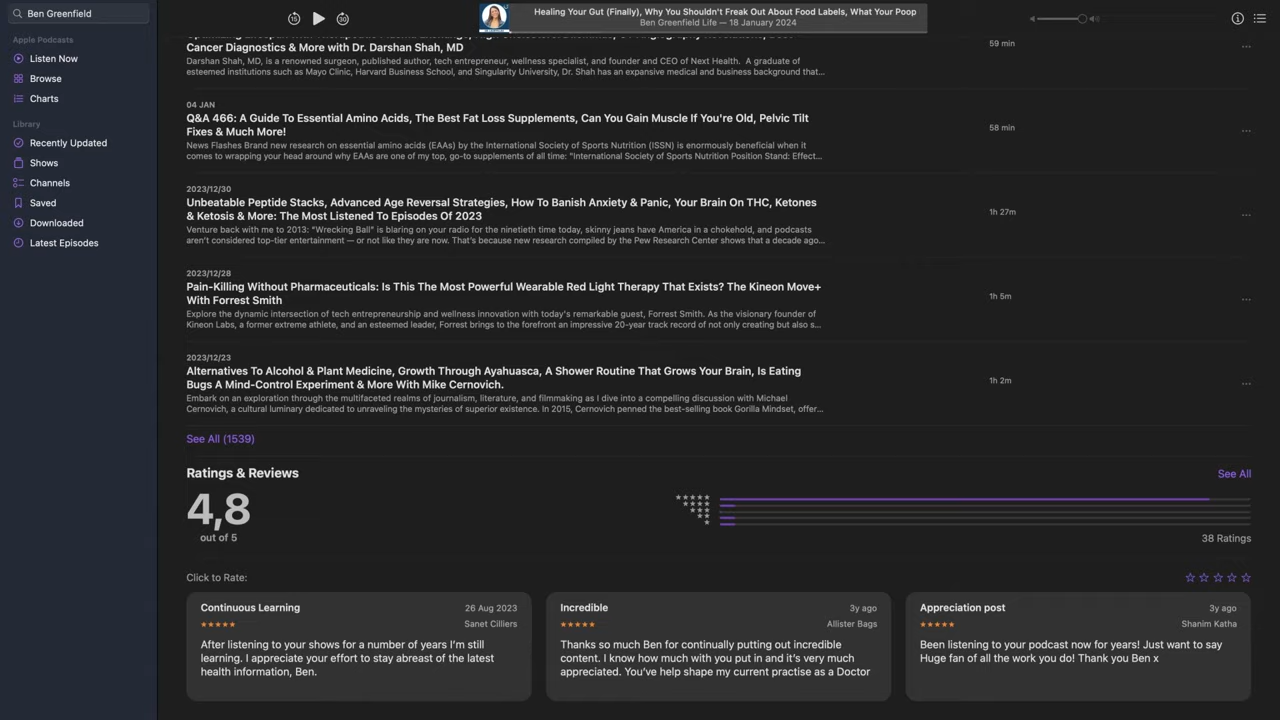 Ben Greenfield
Apple Podcasts
Listen Now
Browse
Charts
Library
Recently Updated
Shows
Channels
Saved
Downloaded
Latest Episodes
15
30
Healing Your Gut (Finally), Why You Shouldn't Freak Out About Food Labels, What Your Poop
Ben Greenfield Life — 18 January 2024
Cancer Diagnostics & More with Dr. Darshan Shah, MD
59 min
Darshan Shah, MD, is a renowned surgeon, published author, tech entrepreneur, wellness specialist, and founder and CEO of Next Health. A graduate of
esteemed institutions such as Mayo Clinic, Harvard Business School, and Singularity University, Dr. Shah has an expansive medical and business background that...
04 JAN
Q&A 466: A Guide To Essential Amino Acids, The Best Fat Loss Supplements, Can You Gain Muscle If You're Old, Pelvic Tilt
Fixes & Much More!
58 min
News Flashes Brand new research on essential amino acids (EAAs) by the International Society of Sports Nutrition (ISSN) is enormously beneficial when it
comes to wrapping your head around why EAAs are one of my top, go-to supplements of all time: "International Society of Sports Nutrition Position Stand: Effect...
2023/12/30
Unbeatable Peptide Stacks, Advanced Age Reversal Strategies, How To Banish Anxiety & Panic, Your Brain On THC, Ketones
& Ketosis & More: The Most Listened To Episodes Of 2023
1h 27m
Venture back with me to 2013: "Wrecking Ball" is blaring on your radio for the ninetieth time today, skinny jeans have America in a chokehold, and podcasts
aren't considered top-tier entertainment — or not like they are now. That's because new research compiled by the Pew Research Center shows that a decade ago...
2023/12/28
Pain-Killing Without Pharmaceuticals: Is This The Most Powerful Wearable Red Light Therapy That Exists? The Kineon Move+
With Forrest Smith
1h 5m
Explore the dynamic intersection of tech entrepreneurship and wellness innovation with today's remarkable guest, Forrest Smith. As the visionary founder of
Kineon Labs, a former extreme athlete, and an esteemed leader, Forrest brings to the forefront an impressive 20-year track record of not only creating but also s...
2023/12/23
Alternatives To Alcohol & Plant Medicine, Growth Through Ayahuasca, A Shower Routine That Grows Your Brain, Is Eating
Bugs A Mind-Control Experiment & More With Mike Cernovich.
1h 2m
Embark on an exploration through the multifaceted realms of journalism, literature, and filmmaking as I dive into a compelling discussion with Michael
Cernovich, a cultural luminary dedicated to unraveling the mysteries of superior existence. In 2015, Cernovich penned the best-selling book Gorilla Mindset, offer...
See All (1539)
Ratings & Reviews
See All
4,8
out of 5
38 Ratings
Click to Rate:
Continuous Learning
26 Aug 2023
Sanet Cilliers
After listening to your shows for a number of years I'm still
learning. I appreciate your effort to stay abreast of the latest
health information, Ben.
Incredible
3y ago
Allister Bags
Thanks so much Ben for continually putting out incredible
content. I know how much with you put in and it's very much
appreciated. You've help shape my current practise as a Doctor
Appreciation post
3y ago
Shanim Katha
Been listening to your podcast now for years! Just want to say
Huge fan of all the work you do! Thank you Ben x